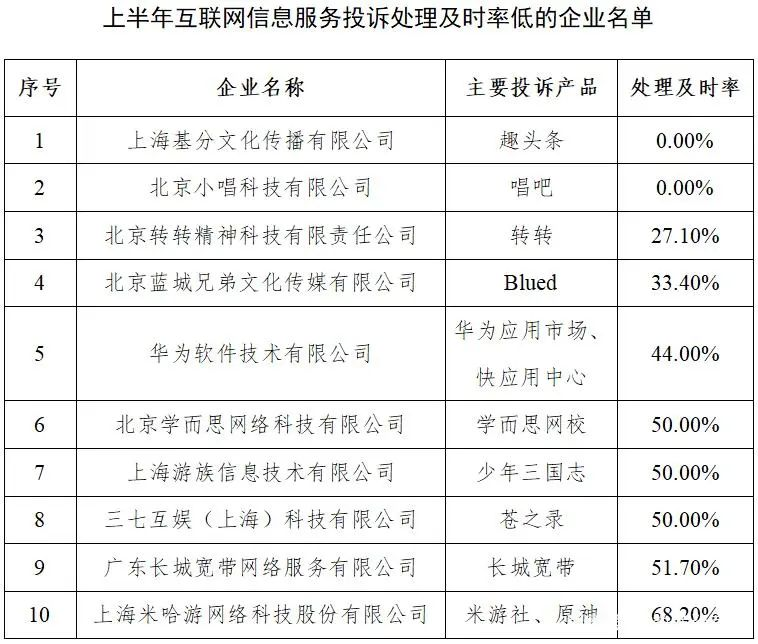 上半年互联网信息服务投诉处理及时率低的企业名单
序号 企业名称 主要投诉产品 处理及时率
1 上海基分文化传播有限公司 趣头条 0.00%
2 北京小唱科技有限公司 唱吧 0.00%
3 北京转转精神科技有限责任公司 转转 27.10%
4 北京蓝城兄弟文化传媒有限公司 Blued 33.40%
5 华为软件技术有限公司 华为应用市场、
快应用中心 44.00%
6 北京学而思网络科技有限公司 学而思网校 50.00%
7 上海游族信息技术有限公司 少年三国志 50.00%
8 三七互娱（上海）科技有限公司 苍之录 50.00%
9 广东长城宽带网络服务有限公司 长城宽带 51.70%
10 上海米哈游网络科技股份有限公司 米游社、原神 68.20%